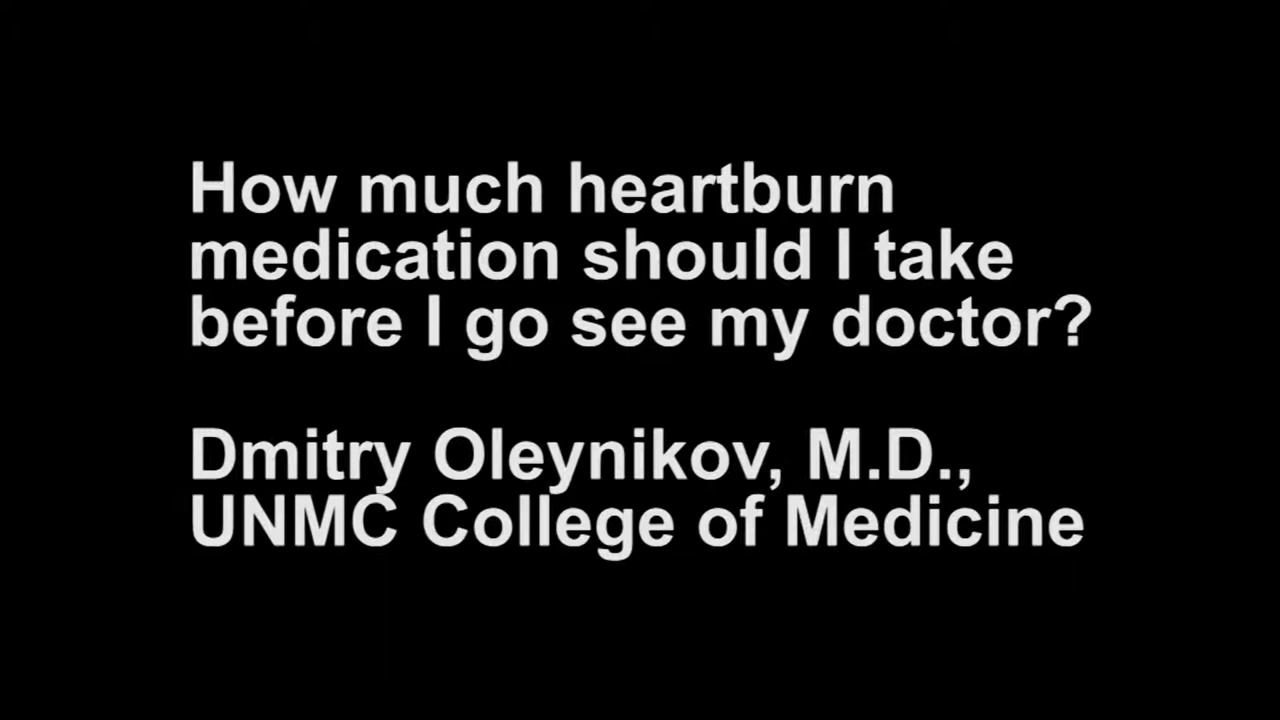 How much heartburn
medication should I take
before I go see my doctor?
Dmitry Oleynikov, M.D.,
UNMC College of Medicine